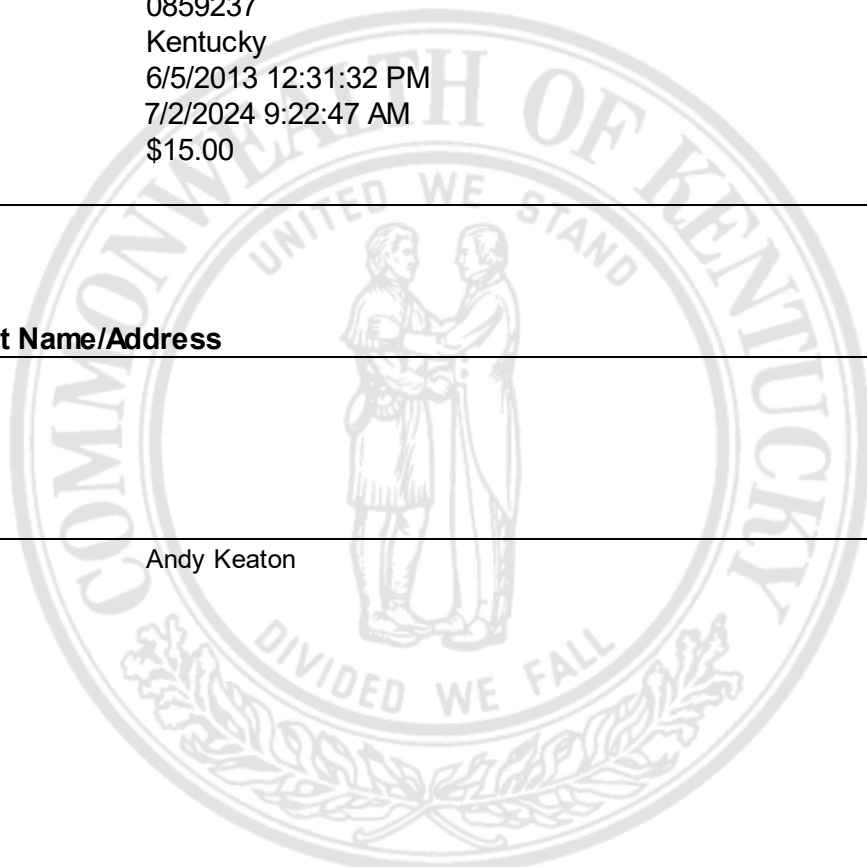 0859237
Kentucky
6/5/2013 12:31:32 PM
7/2/2024 9:22:47 AM
$15.00
COMMONWEALTH OF KENTUCKY
UNITED WE STAND
t Name/Address
Andy Keaton
DIVIDED WE FALL